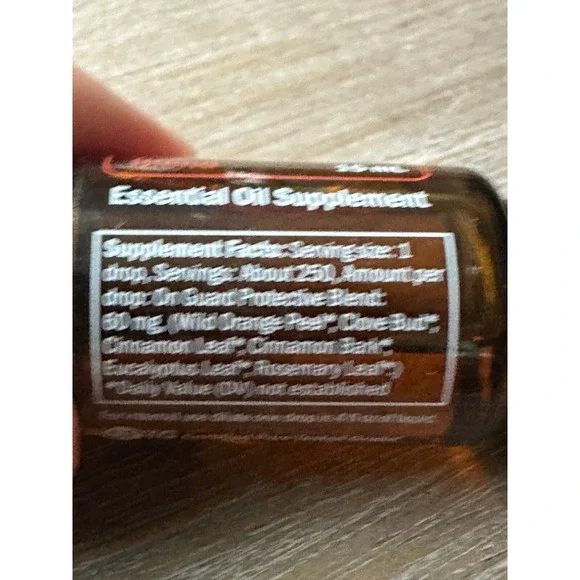 15 mL
Essential Oil Supplement
Supplement Facts: Serving size: 1
drop, Servings: About 250, Amount per
drop: On Guard Protective Blend:
60 mg, (Wild Orange Peel*, Clove Bud*,
Cinnamon Leaf*, Cinnamon Bark*,
Eucalyptus Leaf*, Rosemary Leaf*)
*Daily Value (DV) not established